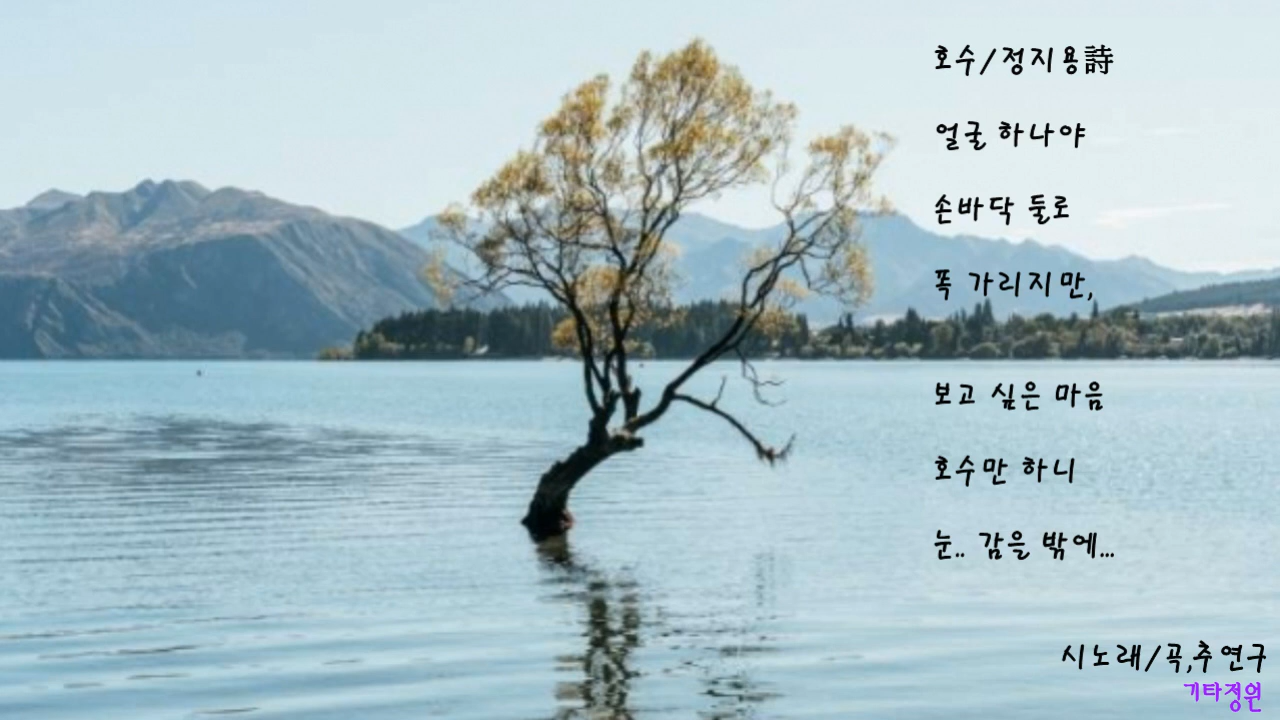 호수/정지용詩
얼굴 하나야
손바닥 둘로
폭 가리지만,
보고 싶은 마음
호수만 하니
눈.. 감을 밖에...
시노래/곡,추연구
기타정원